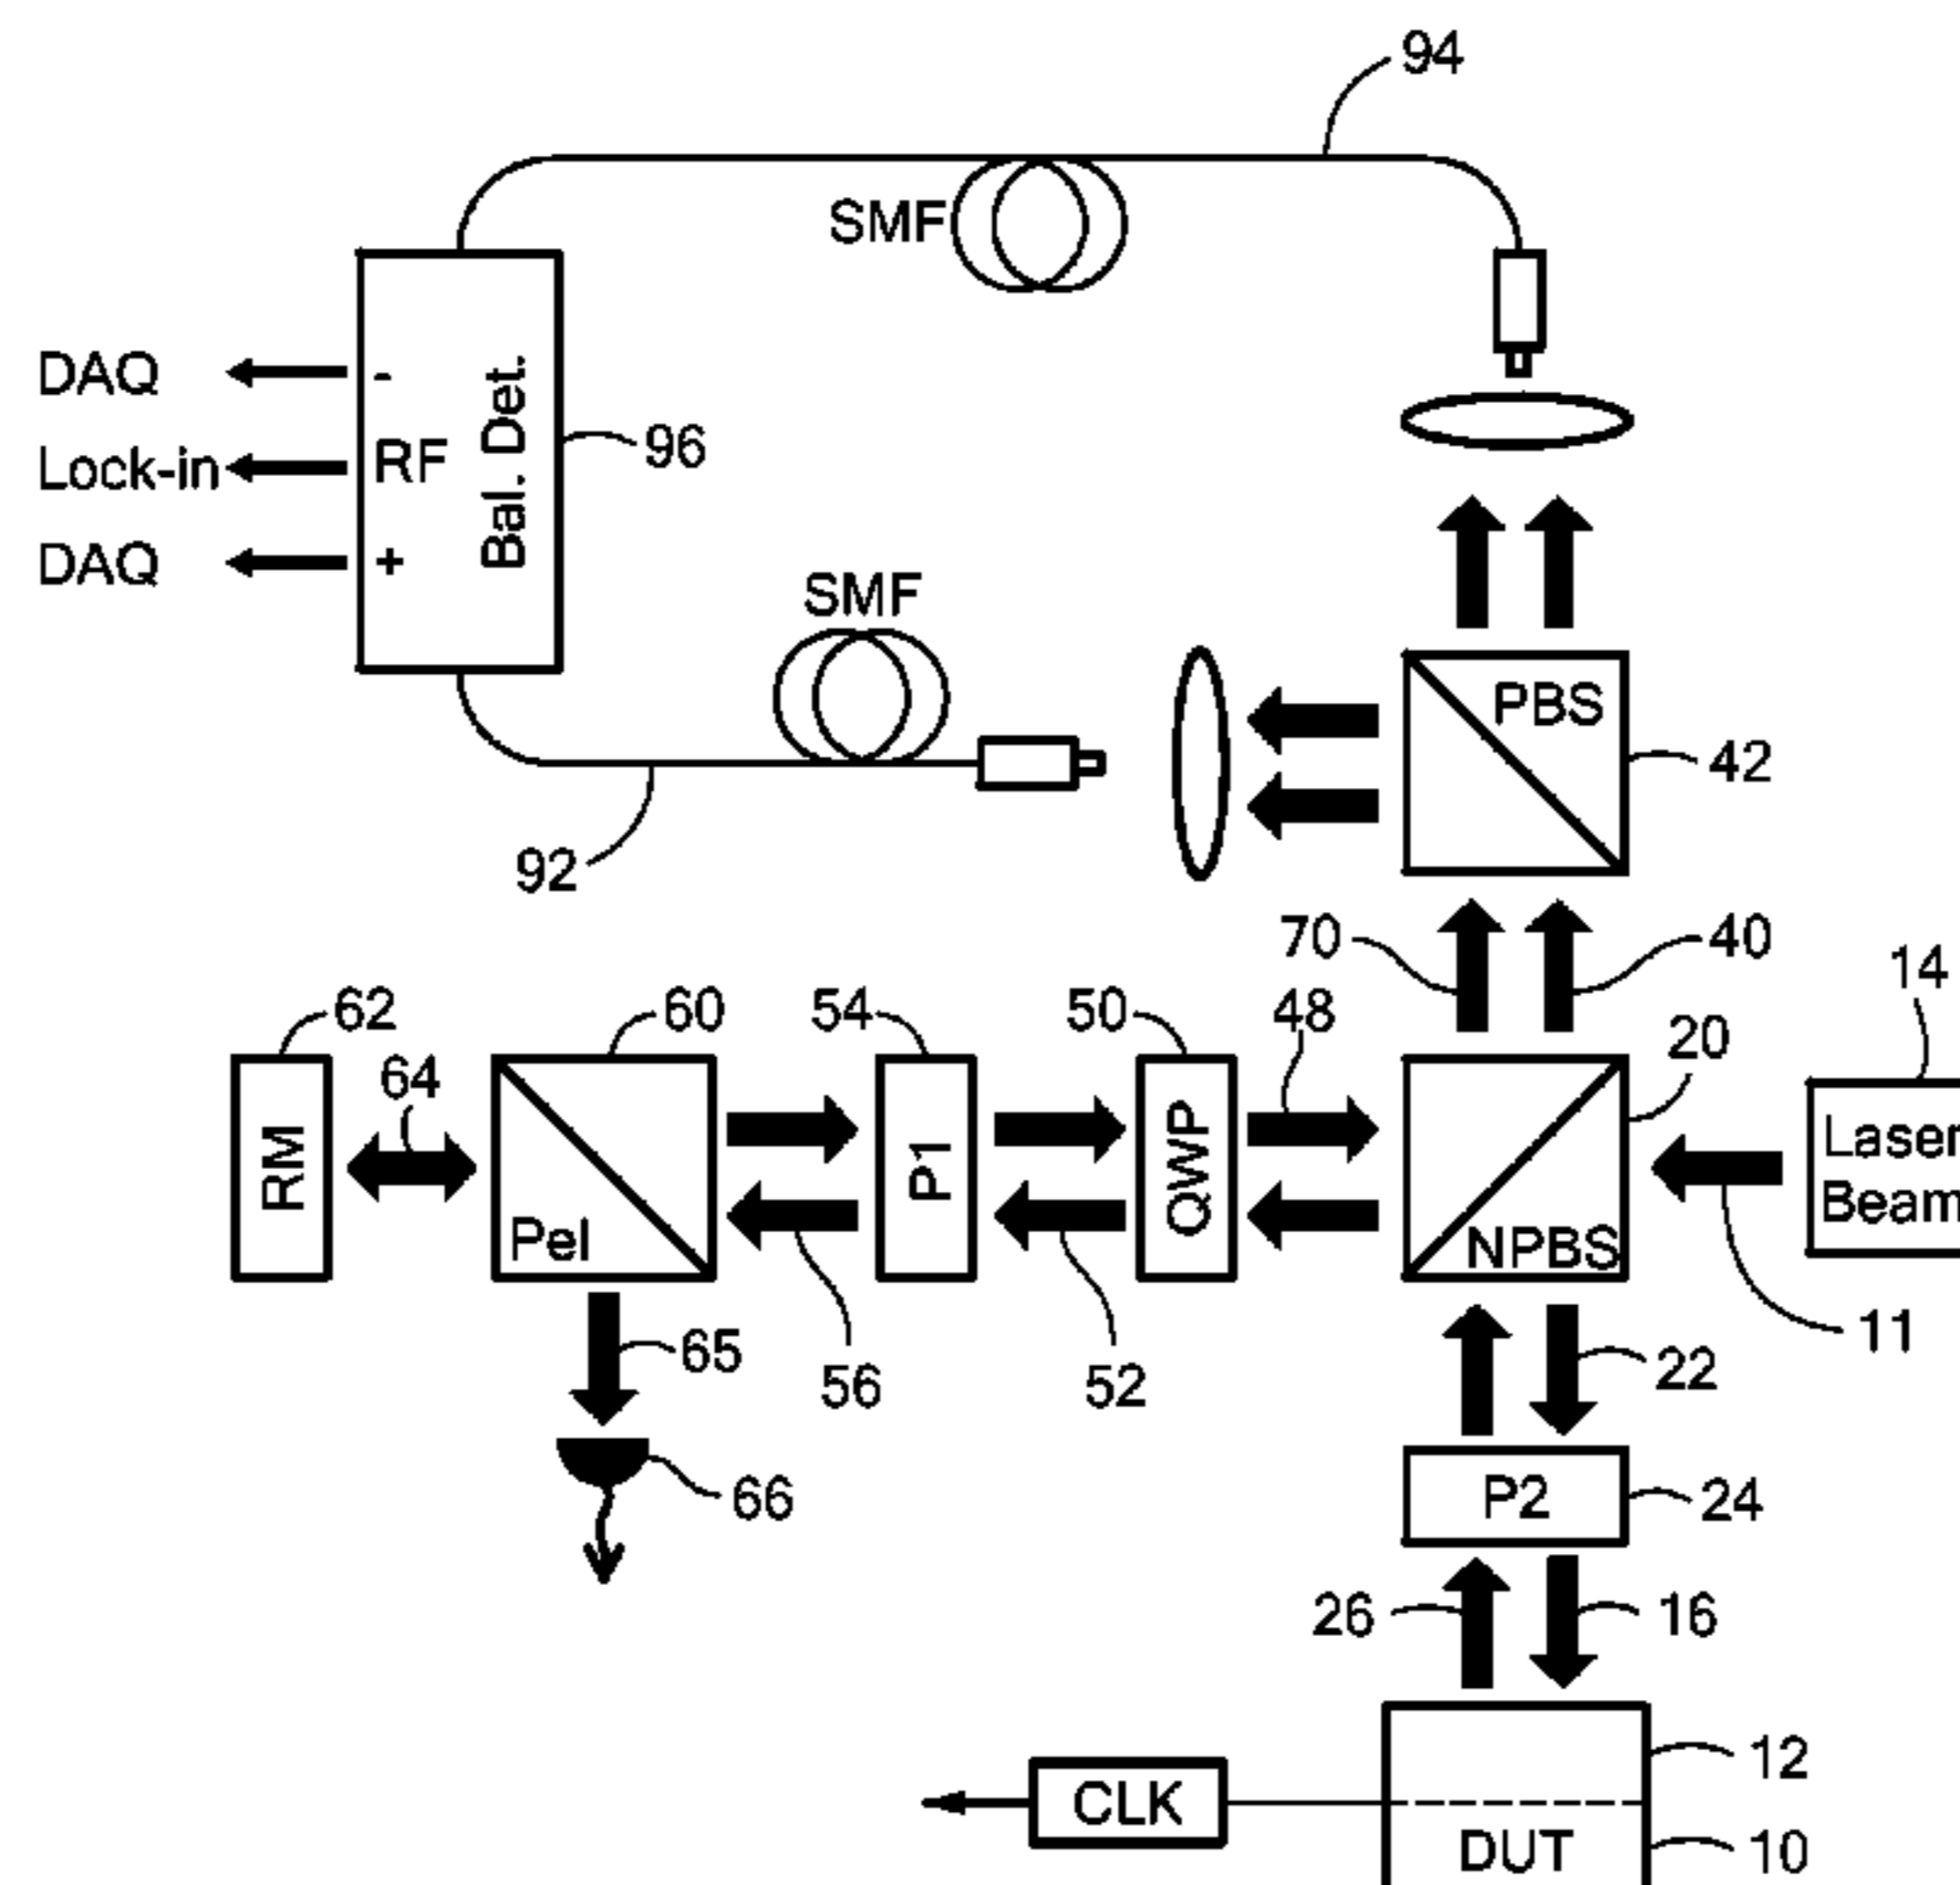 94
SMF
DAQ
-
Bal. Det.
96
Lock-in
RF
DAQ
+
SMF
PBS
42
92
70
40
14
62
60
54
50
48
20
64
RM
Pel
P1
QWP
NPBS
Laser
Beam
11
65
56
52
22
66
P2
24
26
16
12
CLK
DUT
10